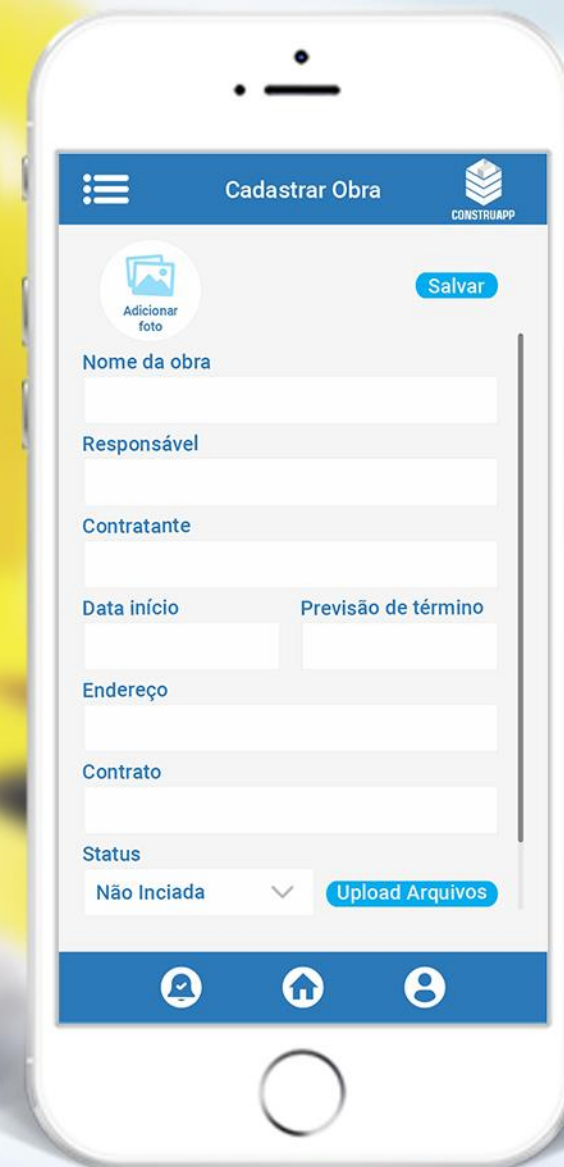 Cadastrar Obra
CONSTRUAPP
Adicionar
foto
Salvar
Nome da obra
Responsável
Contratante
Data início
Previsão de término
Endereço
Contrato
Status
Não Inciada
Upload Arquivos